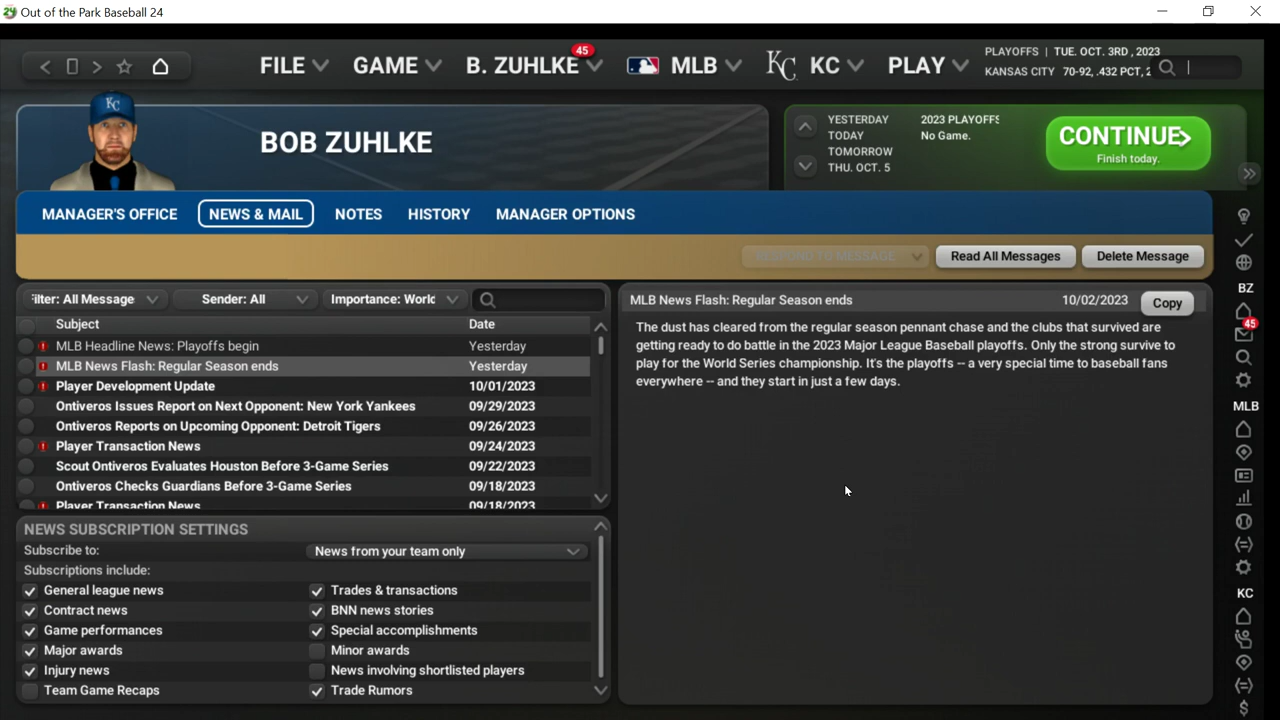 24 Out of the Park Baseball 24
FILE GAME B. ZUHLKE 45 MLB KC KC PLAY
PLAYOFFS | TUE. OCT. 3RD , 2023
KANSAS CITY 70-92, .432 PCT, 2
KC
BOB ZUHLKE
YESTERDAY 2023 PLAYOFFS
TODAY No Game.
TOMORROW
THU. OCT. 5
CONTINUE
Finish today.
MANAGER'S OFFICE NEWS & MAIL NOTES HISTORY MANAGER OPTIONS
RESPOND TO MESSAGE Read All Messages Delete Message
Filter: All Message Sender: All Importance: World
Subject Date
MLB Headline News: Playoffs begin Yesterday
MLB News Flash: Regular Season ends Yesterday
Player Development Update 10/01/2023
Ontiveros Issues Report on Next Opponent: New York Yankees 09/29/2023
Ontiveros Reports on Upcoming Opponent: Detroit Tigers 09/26/2023
Player Transaction News 09/24/2023
Scout Ontiveros Evaluates Houston Before 3-Game Series 09/22/2023
Ontiveros Checks Guardians Before 3-Game Series 09/18/2023
Player Transaction News 09/18/2023
MLB News Flash: Regular Season ends 10/02/2023 Copy
The dust has cleared from the regular season pennant chase and the clubs that survived are
getting ready to do battle in the 2023 Major League Baseball playoffs. Only the strong survive to
play for the World Series championship. It's the playoffs -- a very special time to baseball fans
everywhere -- and they start in just a few days.
NEWS SUBSCRIPTION SETTINGS
Subscribe to: News from your team only
Subscriptions include:
General league news Trades & transactions
Contract news BNN news stories
Game performances Special accomplishments
Major awards Minor awards
Injury news News involving shortlisted players
Team Game Recaps Trade Rumors
BZ
45
MLB
KC
$